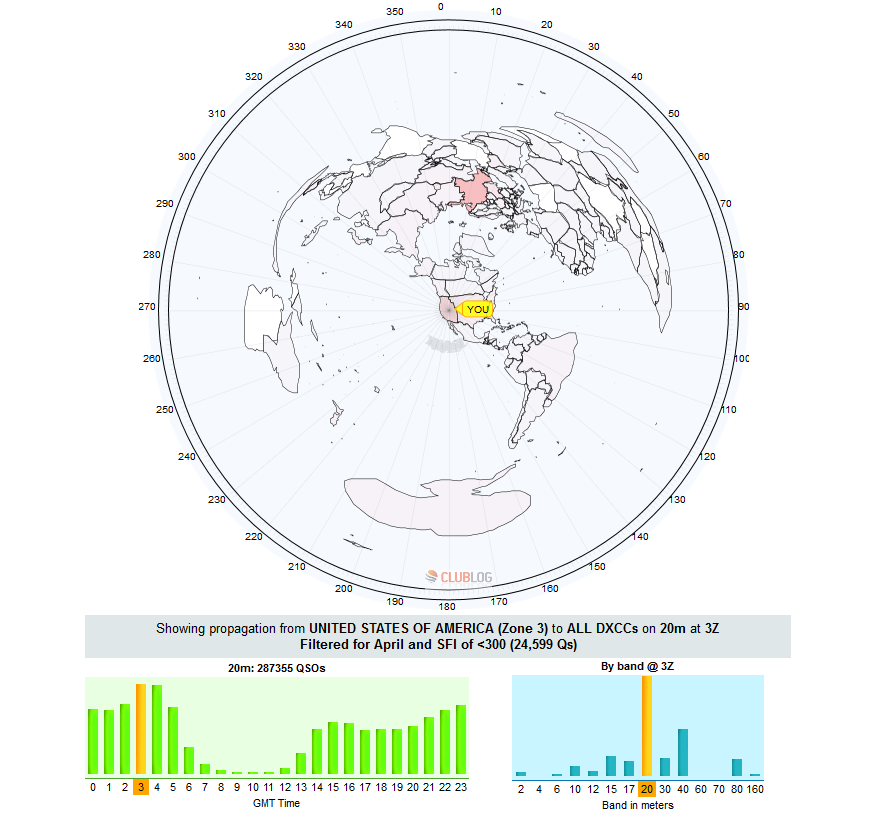 0
350 10
340 20
330 30
320 40
310 50
300 60
290 70
280 80
270 90
260 100
250 110
240 120
230 130
220 140
210 150
200 160
190 170
180
YOU
CLUBLOG
Showing propagation from UNITED STATES OF AMERICA (Zone 3) to ALL DXCCs on 20m at 3Z
Filtered for April and SFI of <300 (24,599 Qs)
20m: 287355 QSOs
0 1 2 3 4 5 6 7 8 9 10 11 12 13 14 15 16 17 18 19 20 21 22 23
GMT Time
By band @ 3Z
2 4 6 10 12 15 17 20 30 40 60 70 80 160
Band in meters